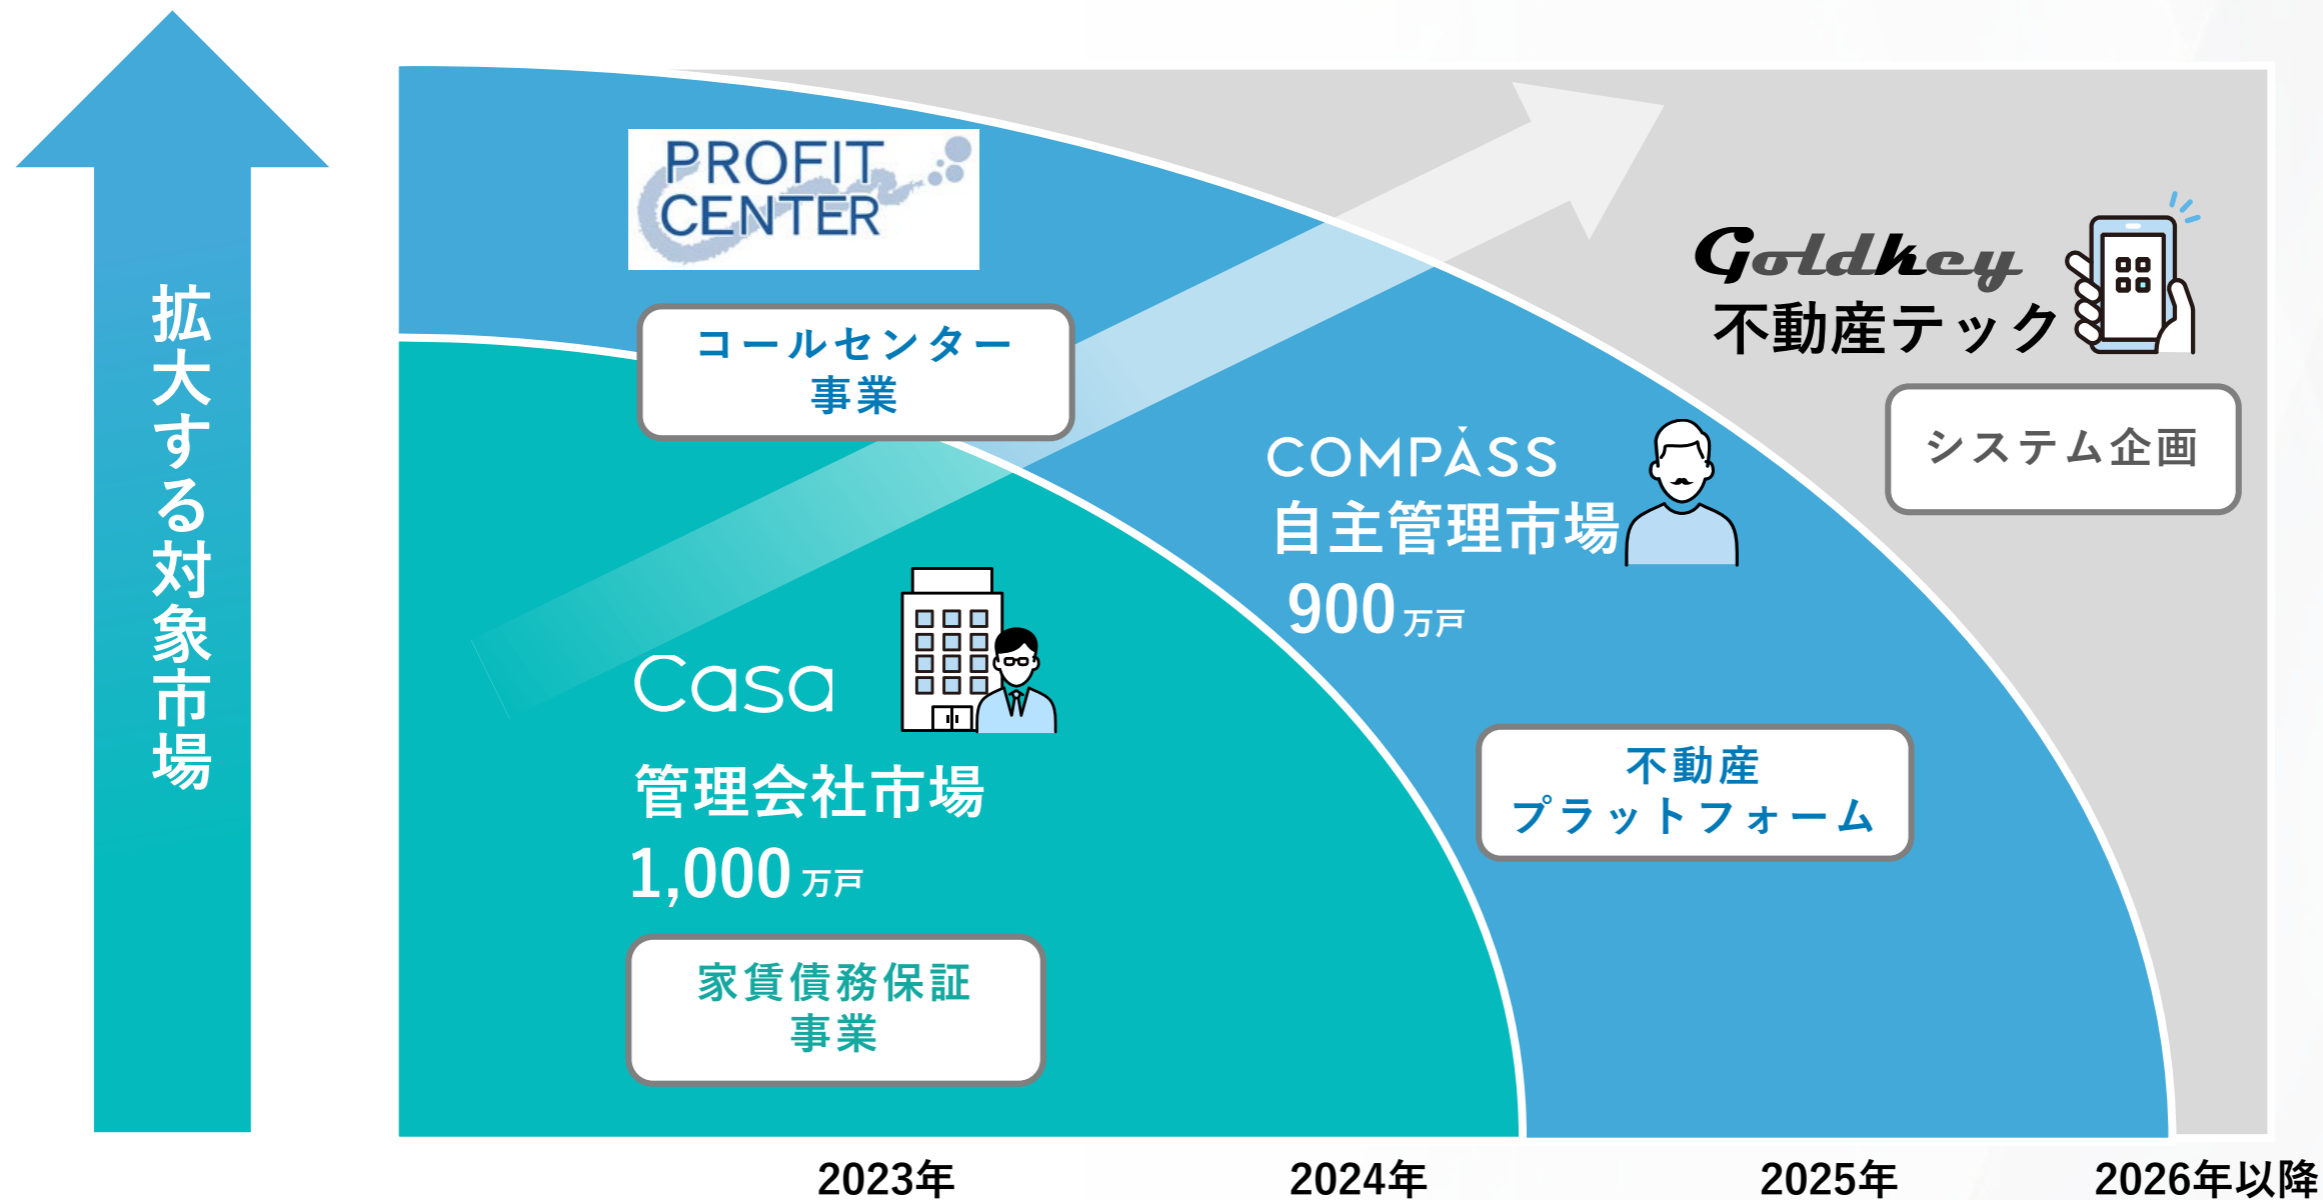 拡大する対象市場
PROFIT
CENTER
コールセンター
事業
Casa
管理会社市場
1,000万戸
家賃債務保証
事業
COMPASS
自主管理市場
900万戸
不動産
プラットフォーム
Goldkey
不動産テック
システム企画
2023年
2024年
2025年
2026年以降